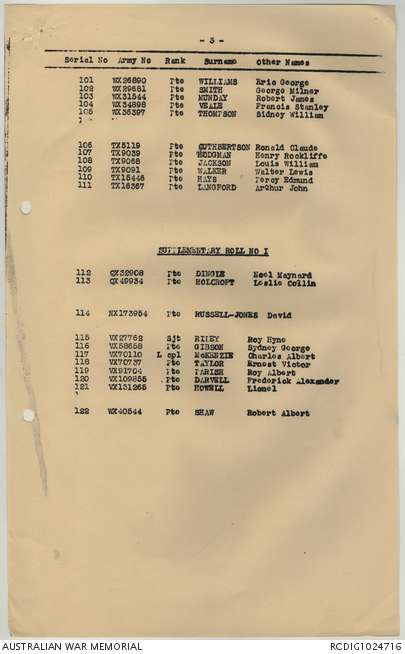 - 3 -
Serial No Army No Rank Surname Other Names
101 WX26890 Pte WILLIAMS Eric George
102 WX29681 Pte SMITH George Milner
103 WX31544 Pte MUNDAY Robert James
104 WX34898 Pte VEALE Francis Stanley
105 WX36397 Pte THOMPSON Sidney William
106 TX5119 Pte CUTHBERTSON Ronald Claude
107 TX9039 Pte HODGMAN Henry Rockliffe
108 TX9068 Pte JACKSON Louis William
109 TX9091 Pte WALKER Walter Lewis
110 TX15446 Pte HAYS Percy Edmund
111 TX16367 Pte LANGFORD Arthur John
SUPPLEMENTARY ROLL NO I
112 QX32908 Pte DINGLE Noel Maynard
113 QX49934 Pte HOLCROFT Leslie Collin
114 NX173954 Pte RUSSELL-JONES David
115 VX27762 Sjt RILEY Roy Hyne
116 VX58658 Pte GIBSON Sydney George
117 VX70110 L cpl McKENZIE Charles Albert
118 VX70737 Pte TAYLOR Ernest Victor
119 VX91704 Pte PARISH Roy Albert
120 VX109855 Pte DARVELL Frederick Alexander
121 VX131265 Pte HOWELL Lionel
122 WX40544 Pte SHAW Robert Albert
AUSTRALIAN WAR MEMORIAL RCDIG1024716